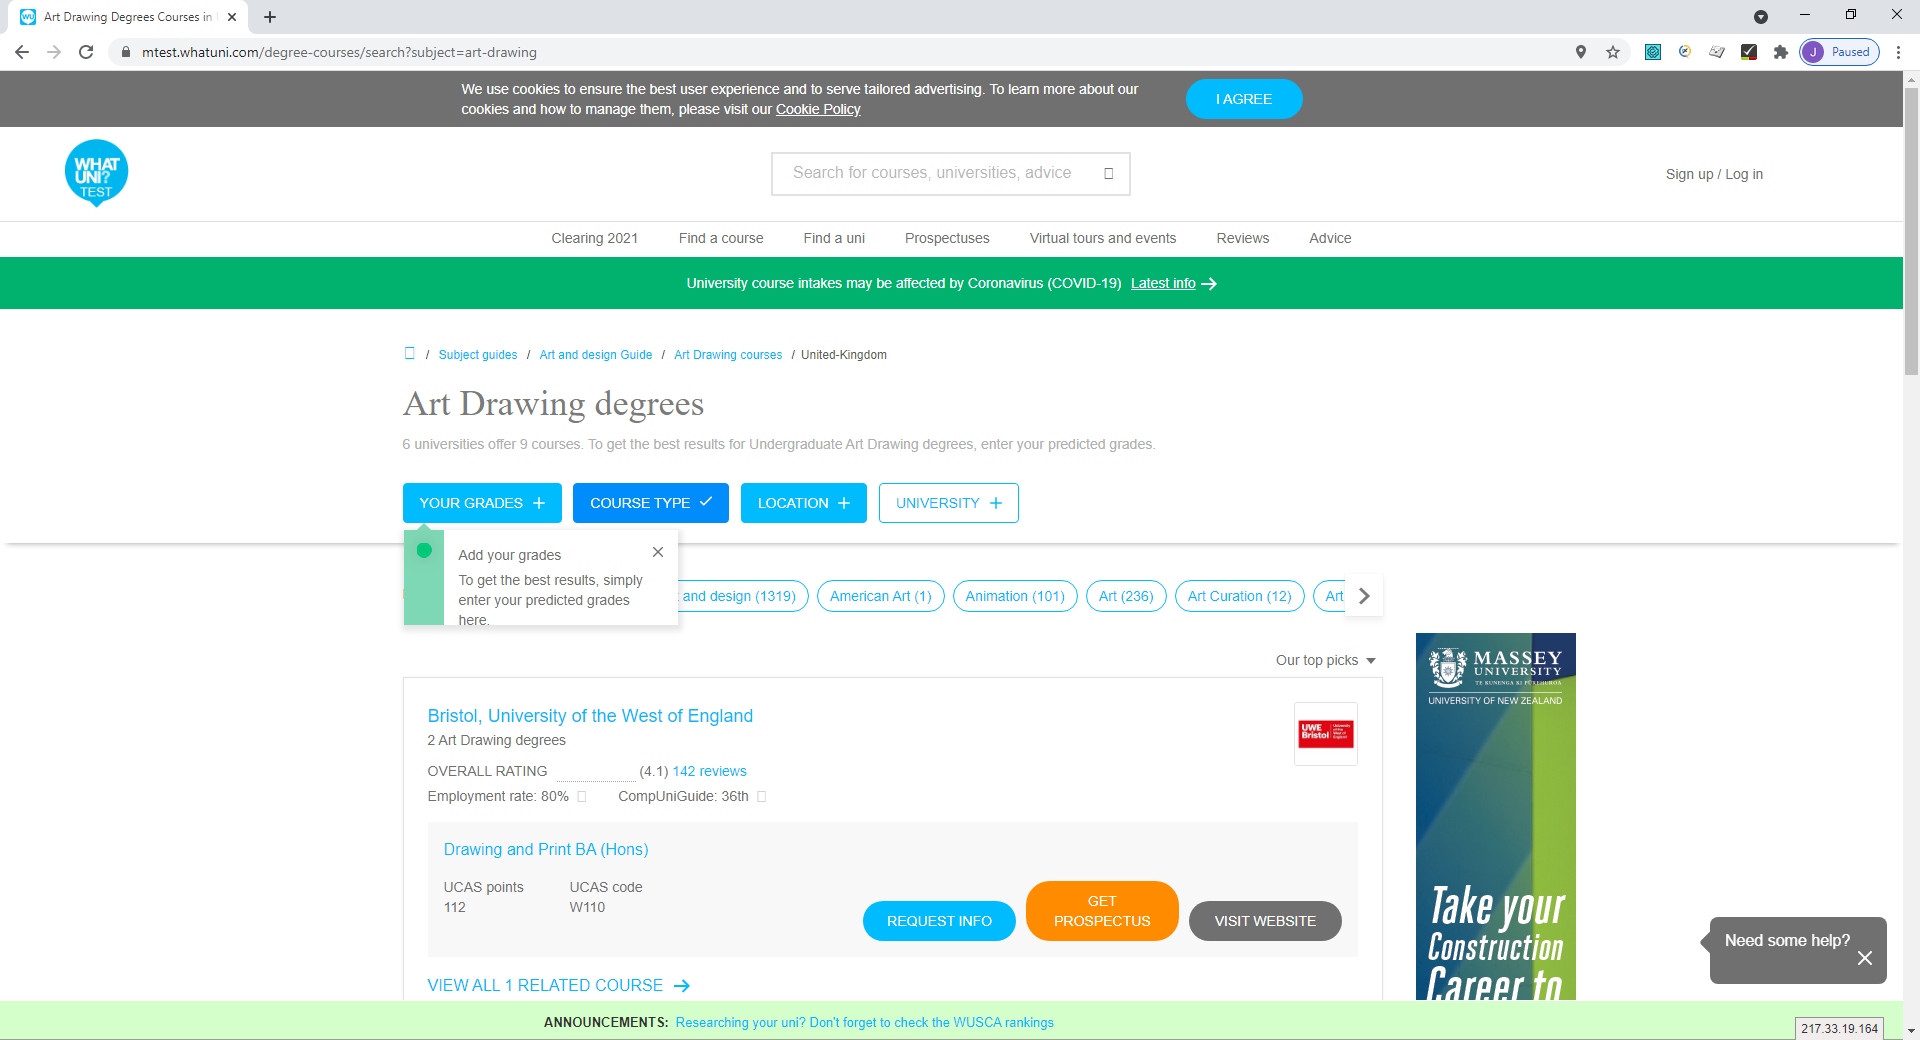 Art Drawing Degrees Courses in
mtest.whatuni.com/degree-courses/search?subject=art-drawing
J Paused
We use cookies to ensure the best user experience and to serve tailored advertising. To learn more about our
cookies and how to manage them, please visit our Cookie Policy
I AGREE
WHAT
UNI?
TEST
Search for courses, universities, advice
Sign up / Log in
Clearing 2021 Find a course Find a uni Prospectuses Virtual tours and events Reviews Advice
University course intakes may be affected by Coronavirus (COVID-19) Latest info
/ Subject guides / Art and design Guide / Art Drawing courses / United-Kingdom
Art Drawing degrees
6 universities offer 9 courses. To get the best results for Undergraduate Art Drawing degrees, enter your predicted grades.
YOUR GRADES COURSE TYPE LOCATION UNIVERSITY
Add your grades
To get the best results, simply
enter your predicted grades
here.
and design (1319) American Art (1) Animation (101) Art (236) Art Curation (12) Art
Our top picks
Bristol, University of the West of England
2 Art Drawing degrees
OVERALL RATING (4.1) 142 reviews
Employment rate: 80% CompUniGuide: 36th
UWE
Bristol
University
of the
West of
England
Drawing and Print BA (Hons)
UCAS points UCAS code
112 W110
REQUEST INFO
GET
PROSPECTUS
VISIT WEBSITE
VIEW ALL 1 RELATED COURSE
MASSEY
UNIVERSITY
TE KUNENGA KI PŪREHUROA
UNIVERSITY OF NEW ZEALAND
Take your
Construction
Career to
Need some help?
ANNOUNCEMENTS: Researching your uni? Don't forget to check the WUSCA rankings
217.33.19.164